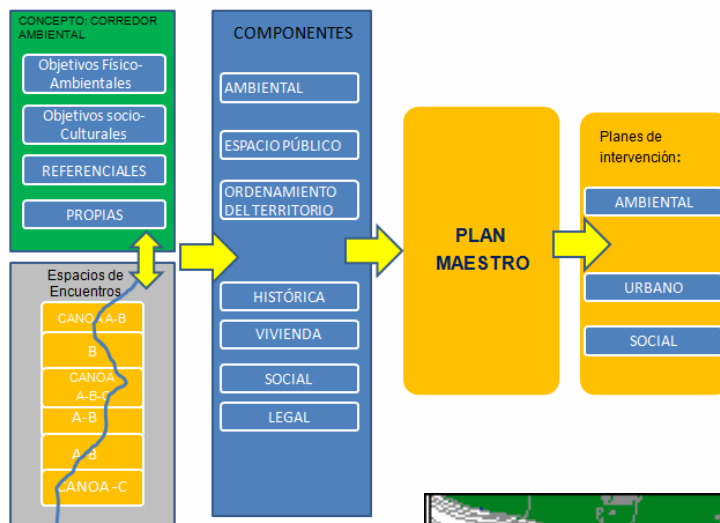 CONCEPTO: CORREDOR
AMBIENTAL
Objetivos Físico-
Ambientales
Objetivos socio-
Culturales
REFERENCIALES
PROPIAS
Espacios de
Encuentros
CANOA A-B
B
CANOA
A-B-C
A-B
A-B
CANOA -C
COMPONENTES
AMBIENTAL
ESPACIO PÚBLICO
ORDENAMIENTO
DEL TERRITORIO
HISTÓRICA
VIVIENDA
SOCIAL
LEGAL
PLAN
MAESTRO
Planes de
intervención:
AMBIENTAL
URBANO
SOCIAL